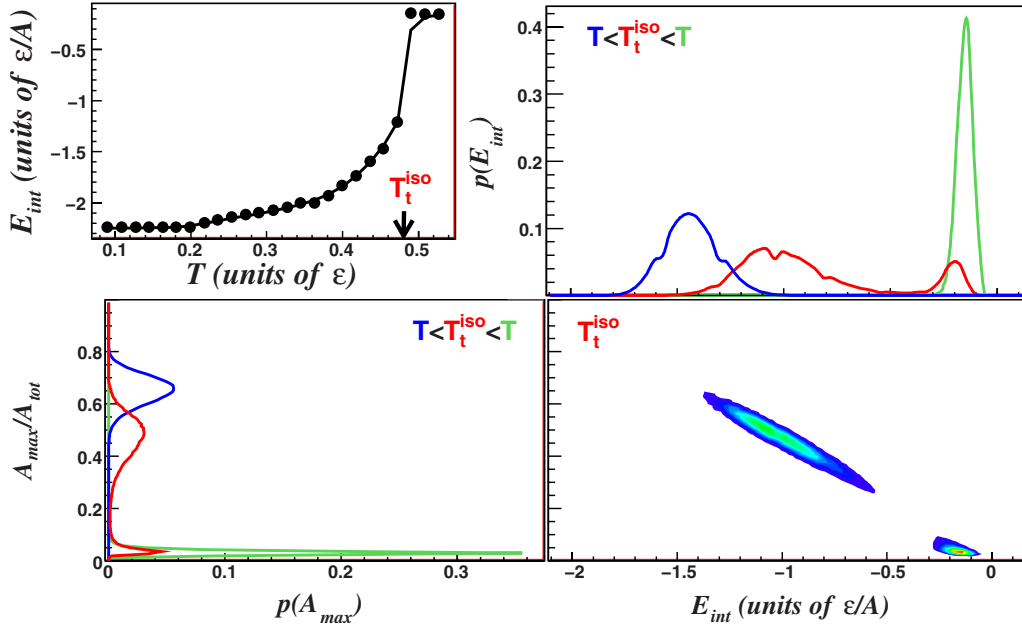 E_int (units of ε/A)
−0.5
−1
−1.5
−2
T_t^iso
0.1 0.2 0.3 0.4 0.5
T (units of ε)
p(E_int)
0.4
0.3
0.2
0.1
T<T_t^iso<T
A_max/A_tot
0.8
0.6
0.4
0.2
0
T<T_t^iso<T
0 0.1 0.2 0.3
p(A_max)
T_t^iso
−2 −1.5 −1 −0.5 0
E_int (units of ε/A)